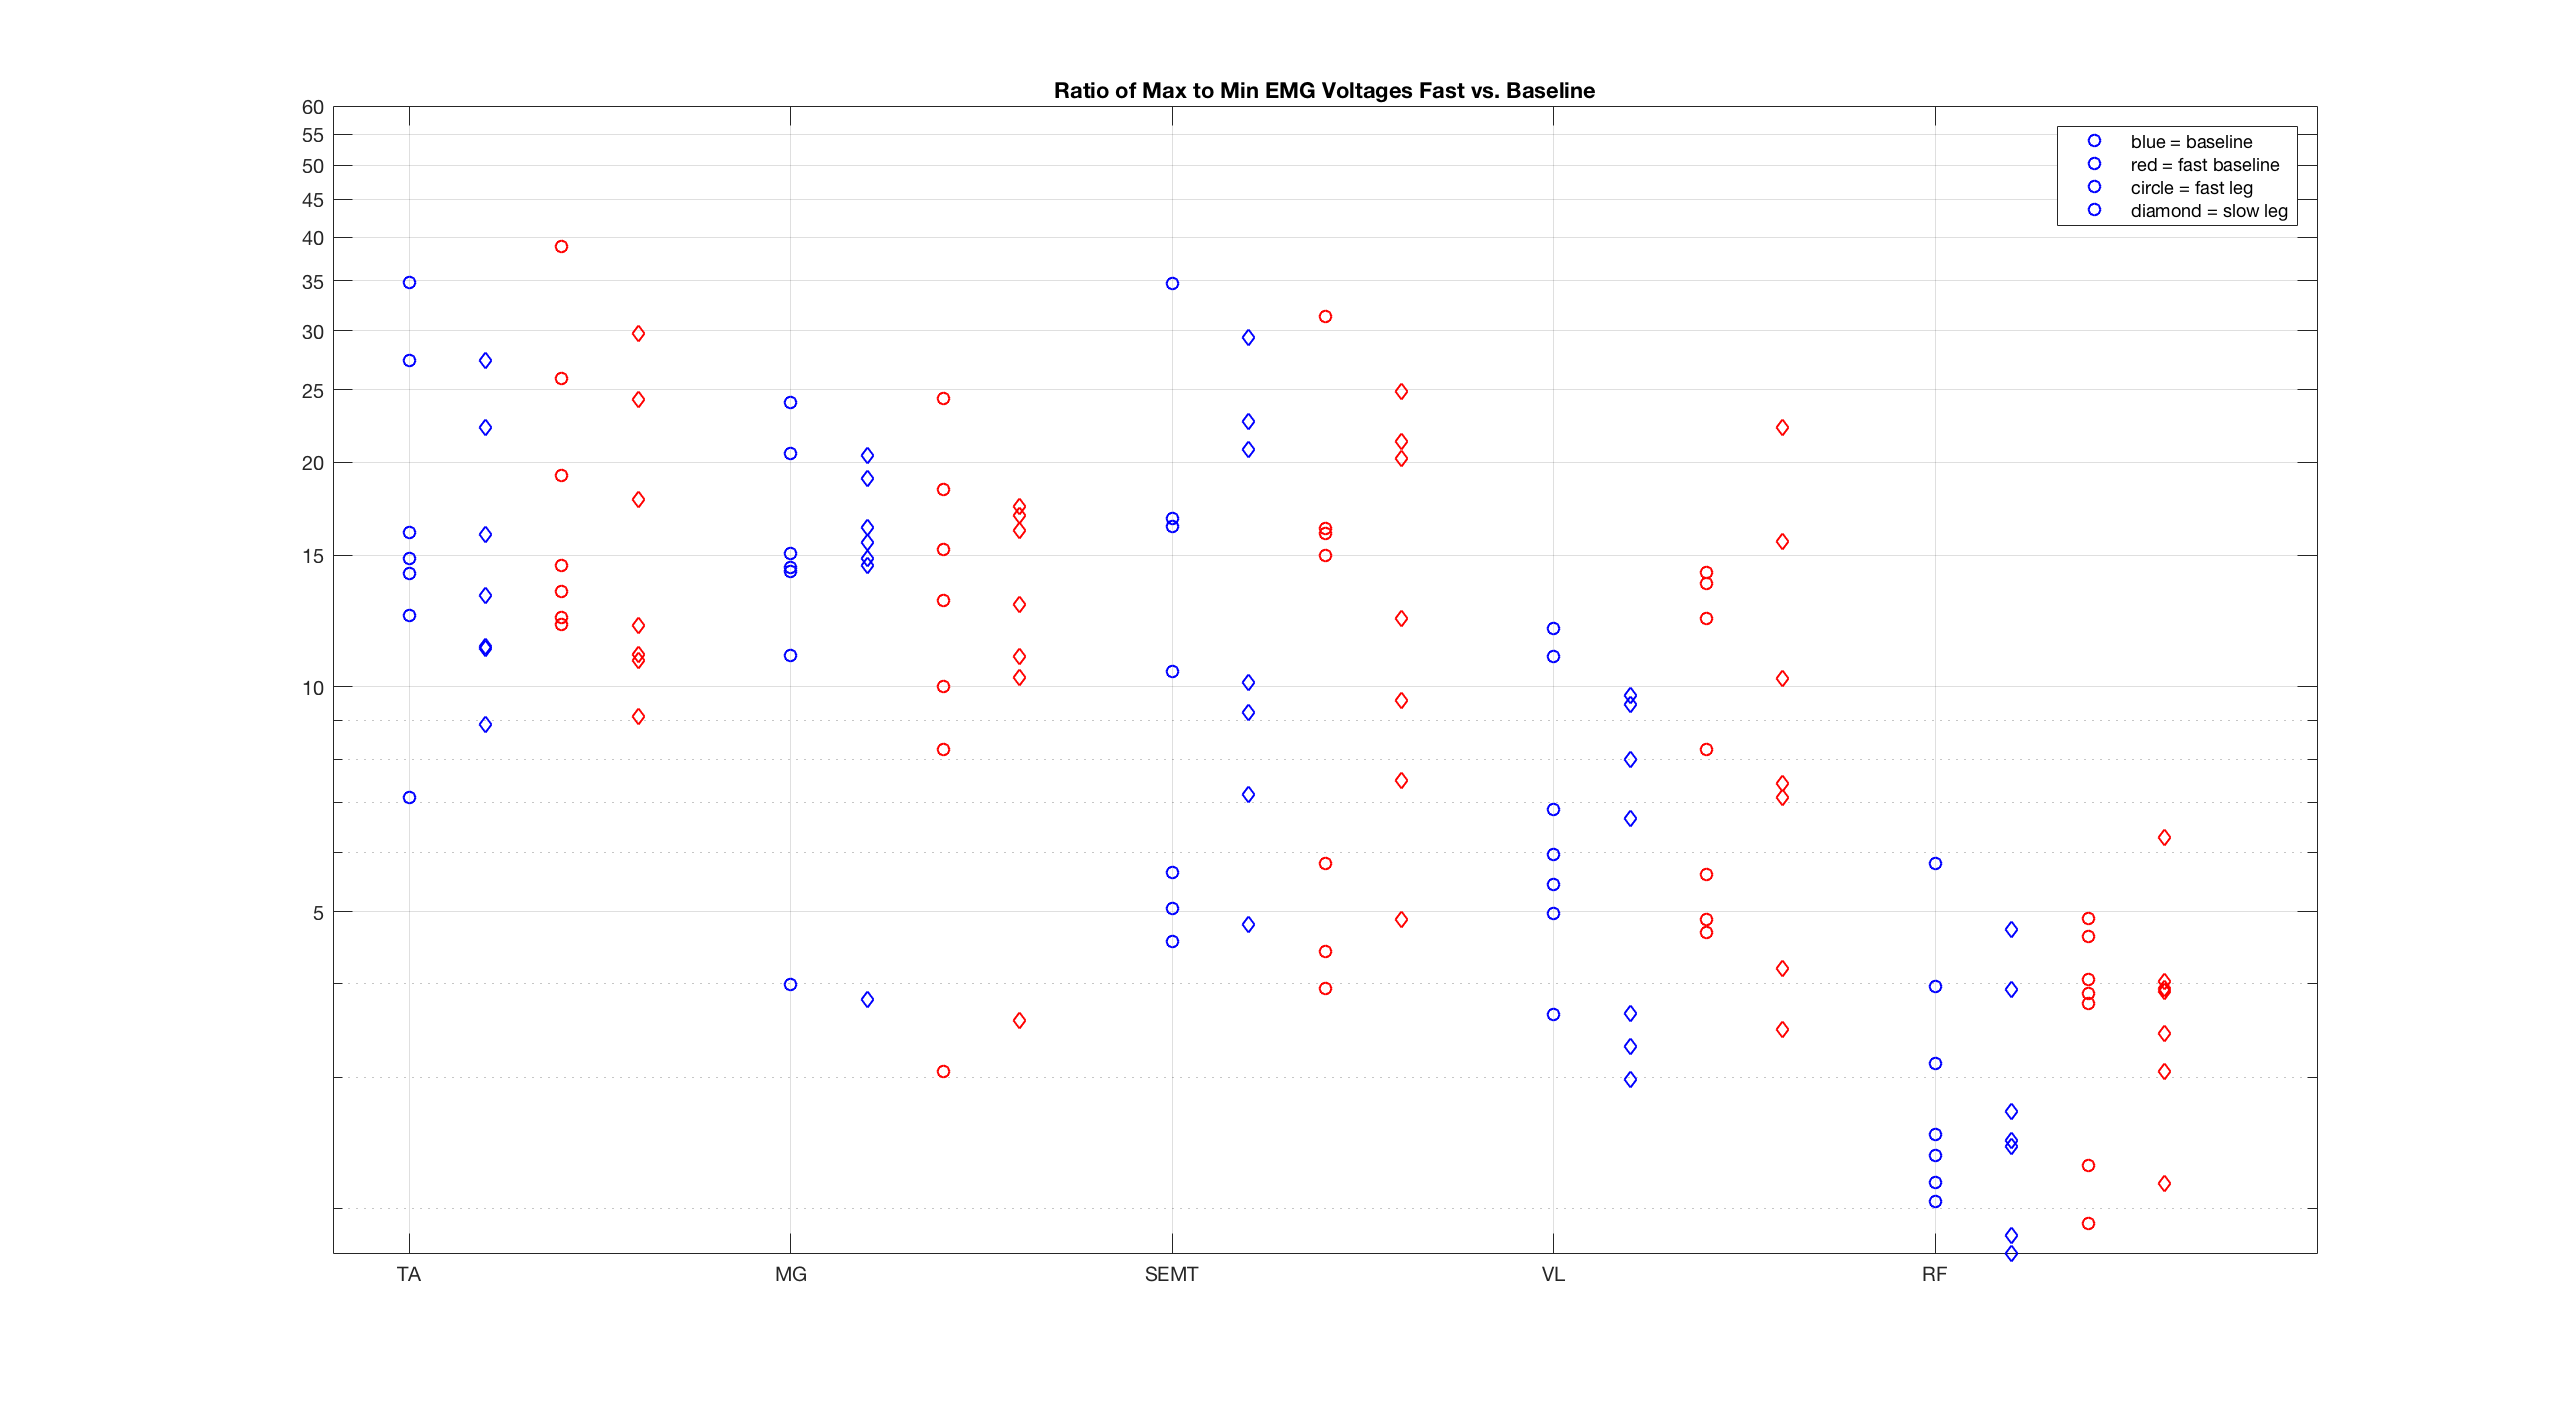 Ratio of Max to Min EMG Voltages Fast vs. Baseline
60
55
50
45
40
35
30
25
20
15
10
5
blue = baseline
red = fast baseline
circle = fast leg
diamond = slow leg
TA MG SEMT VL RF